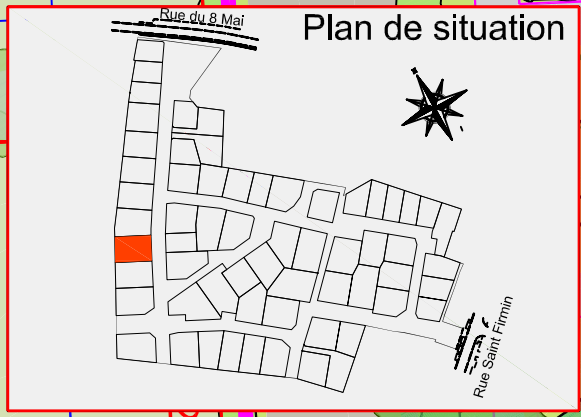 Plan de situation
Rue du 8 Mai
Rue Saint Firmin